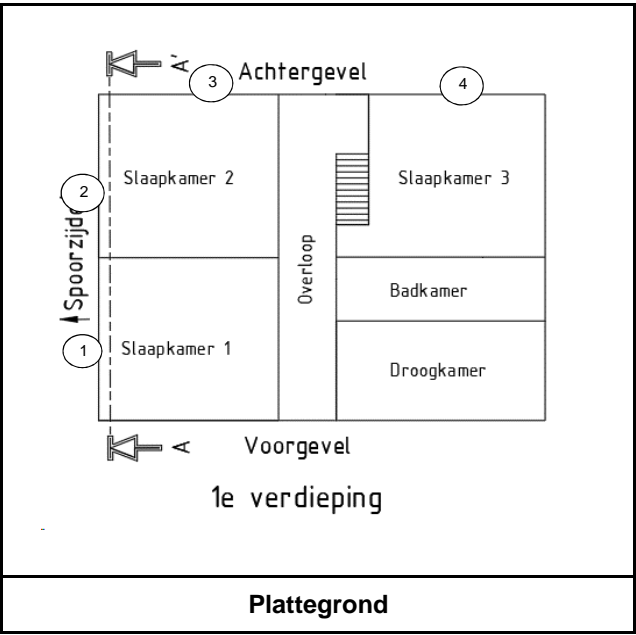 A'
3
Achtergevel
4
Slaapkamer 2
Slaapkamer 3
2
Spoorzijde
Overloop
Badkamer
1
Slaapkamer 1
Droogkamer
A
Voorgevel
1e verdieping
Plattegrond